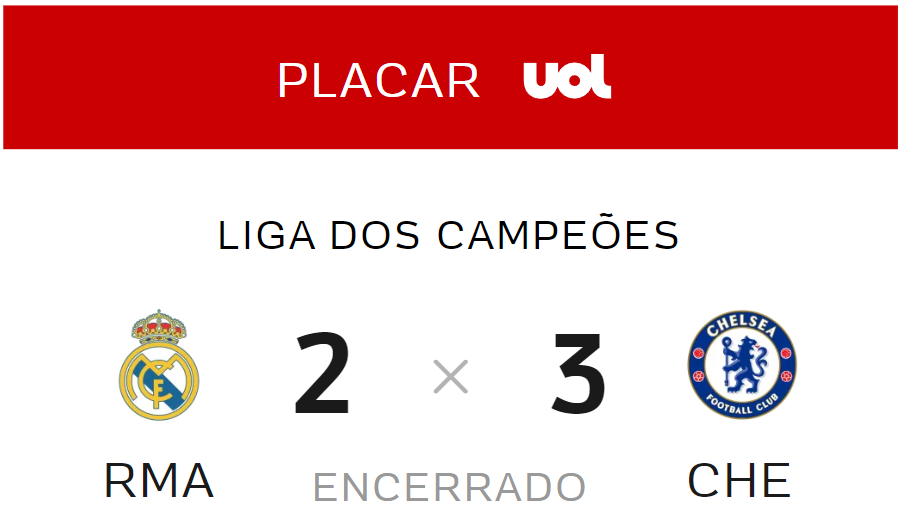 PLACAR uol
LIGA DOS CAMPEÕES
2 × 3
CHELSEA
FOOTBALL CLUB
RMA ENCERRADO CHE